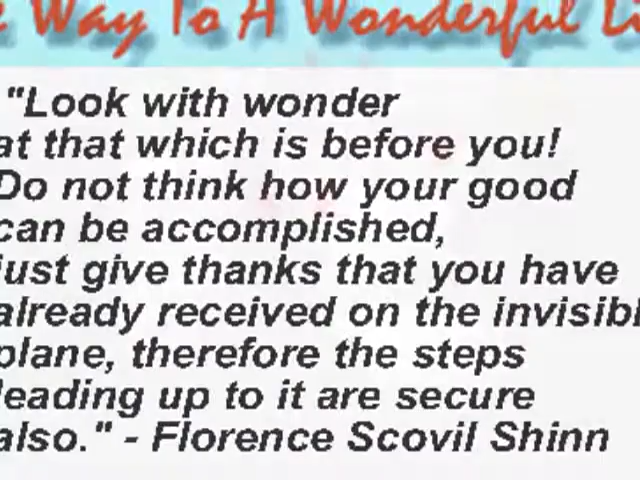 Way To A Wonderful
"Look with wonder
at that which is before you!
Do not think how your good
can be accomplished,
just give thanks that you have
already received on the invisibl
plane, therefore the steps
leading up to it are secure
also." - Florence Scovil Shinn